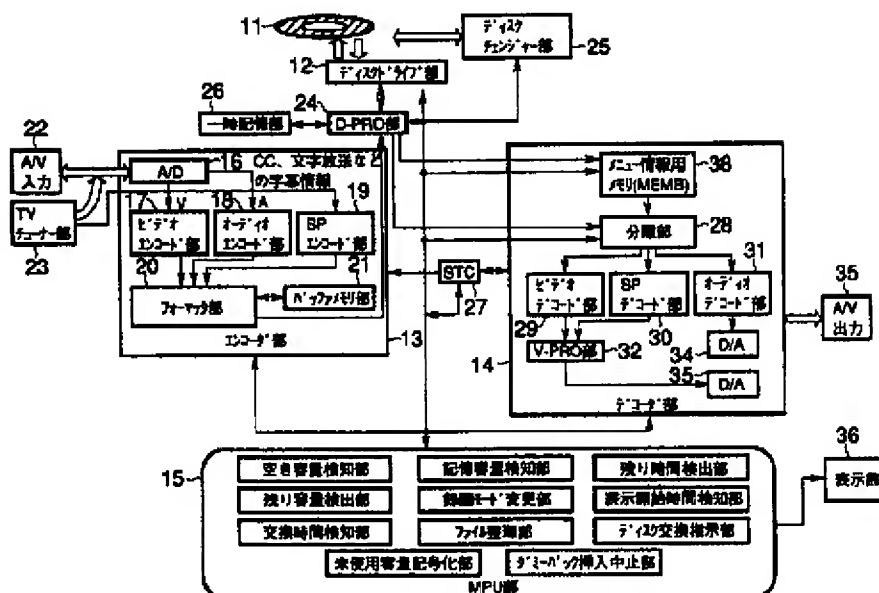 11
ディスク
チェンジャー部
25
12
ディスクドライブ部
26
一時記憶部
24
D-PRO部
22
A/V
入力
TV
チューナー部
23
16
A/D
CC、文字放送など
の字幕情報
17
V
ビデオ
エンコード部
18
A
オーディオ
エンコード部
19
SP
エンコード部
20
フォーマッタ部
21
バッファメモリ部
エンコーダ部
13
STC
27
メニュー情報用
メモリ(MEMB)
38
分離部
28
ビデオ
デコード部
29
SP
デコード部
30
31
オーディオ
デコード部
V-PRO部
32
34
D/A
35
D/A
14
デコーダ部
35
A/V
出力
15
空き容量検知部
記憶容量検知部
残り時間検出部
残り容量検出部
録画モード変更部
表示開始時間検知部
交換時間検知部
ファイル登録部
ディスク交換指示部
未使用容量記号化部
ダミーパック挿入中止部
MPU部
36
表示部